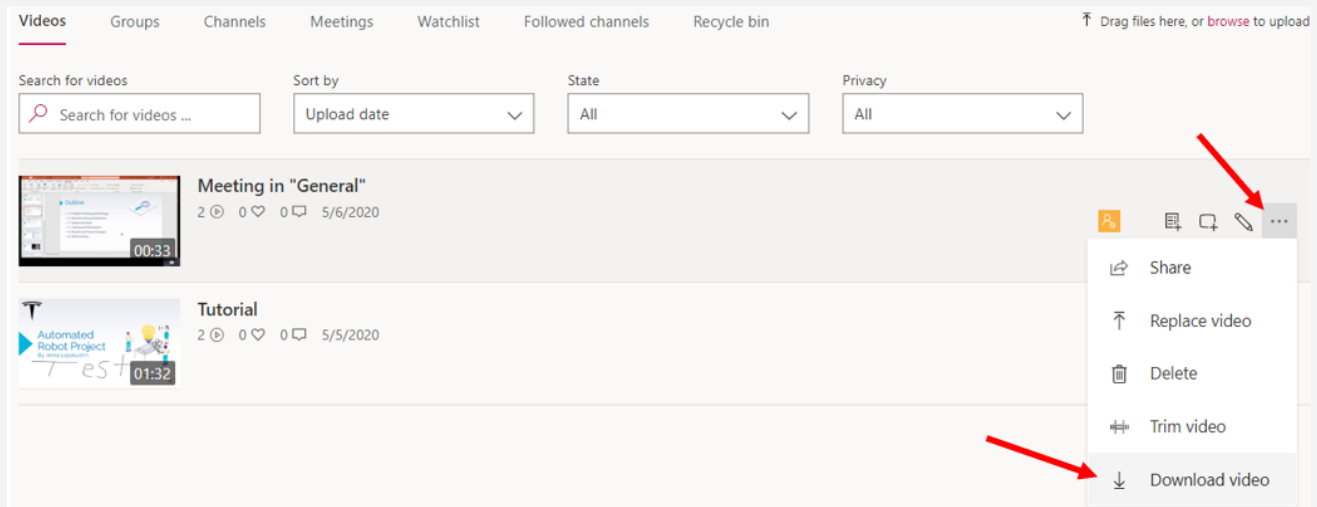 Videos Groups Channels Meetings Watchlist Followed channels Recycle bin Drag files here, or browse to upload
Search for videos Sort by State Privacy
Search for videos ... Upload date All All
Meeting in "General"
2 0 0 5/6/2020
Outline
00:33
Share
Replace video
Delete
Trim video
Download video
Tutorial
2 0 0 5/5/2020
Automated
Robot Project
Test
01:32